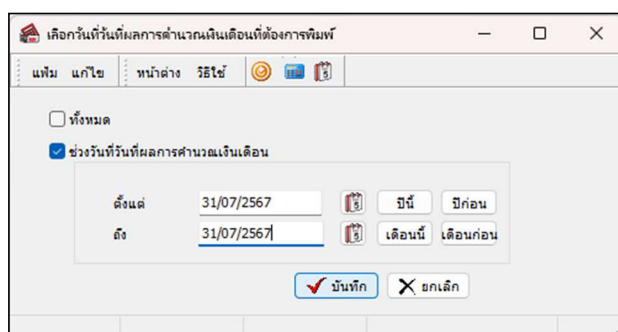 เลือกวันที่วันที่ผลการคำนวณเงินเดือนที่ต้องการพิมพ์
แฟ้ม แก้ไข หน้าต่าง วิธีใช้
ทั้งหมด
ช่วงวันที่วันที่ผลการคำนวณเงินเดือน
ตั้งแต่ 31/07/2567 ปีนี้ ปีก่อน
ถึง 31/07/2567 เดือนนี้ เดือนก่อน
บันทึก ยกเลิก